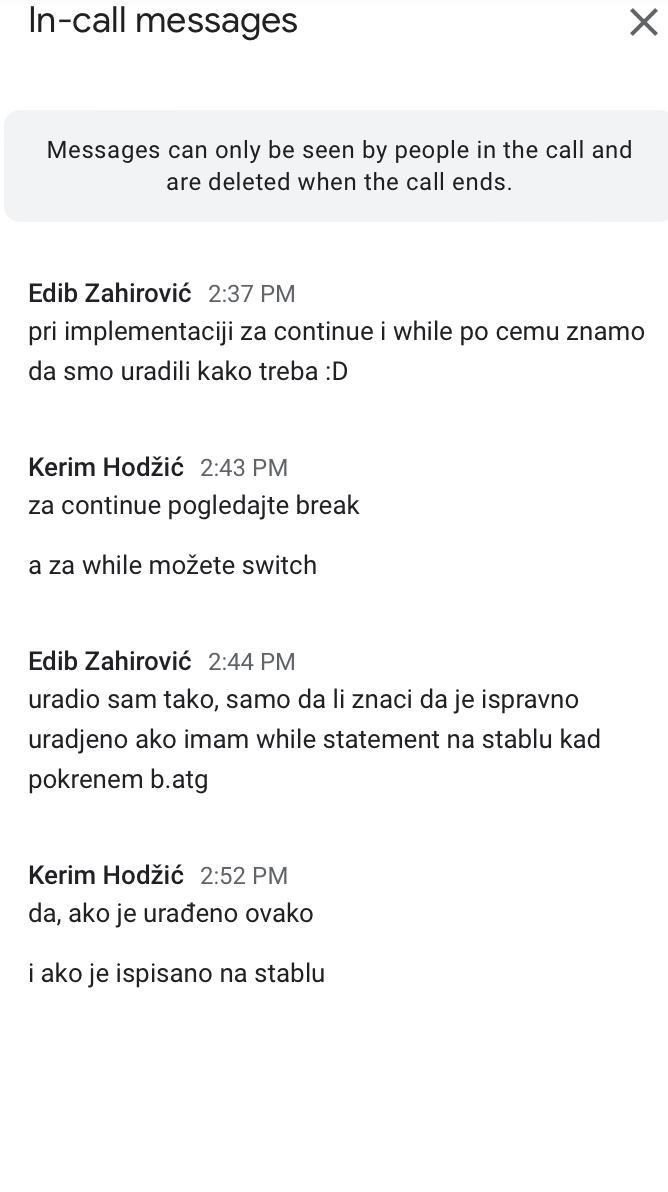 In-call messages
Messages can only be seen by people in the call and
are deleted when the call ends.
Edib Zahirović 2:37 PM
pri implementaciji za continue i while po cemu znamo
da smo uradili kako treba :D
Kerim Hodžić 2:43 PM
za continue pogledajte break
a za while možete switch
Edib Zahirović 2:44 PM
uradio sam tako, samo da li znaci da je ispravno
uradjeno ako imam while statement na stablu kad
pokrenem b.atg
Kerim Hodžić 2:52 PM
da, ako je urađeno ovako
i ako je ispisano na stablu